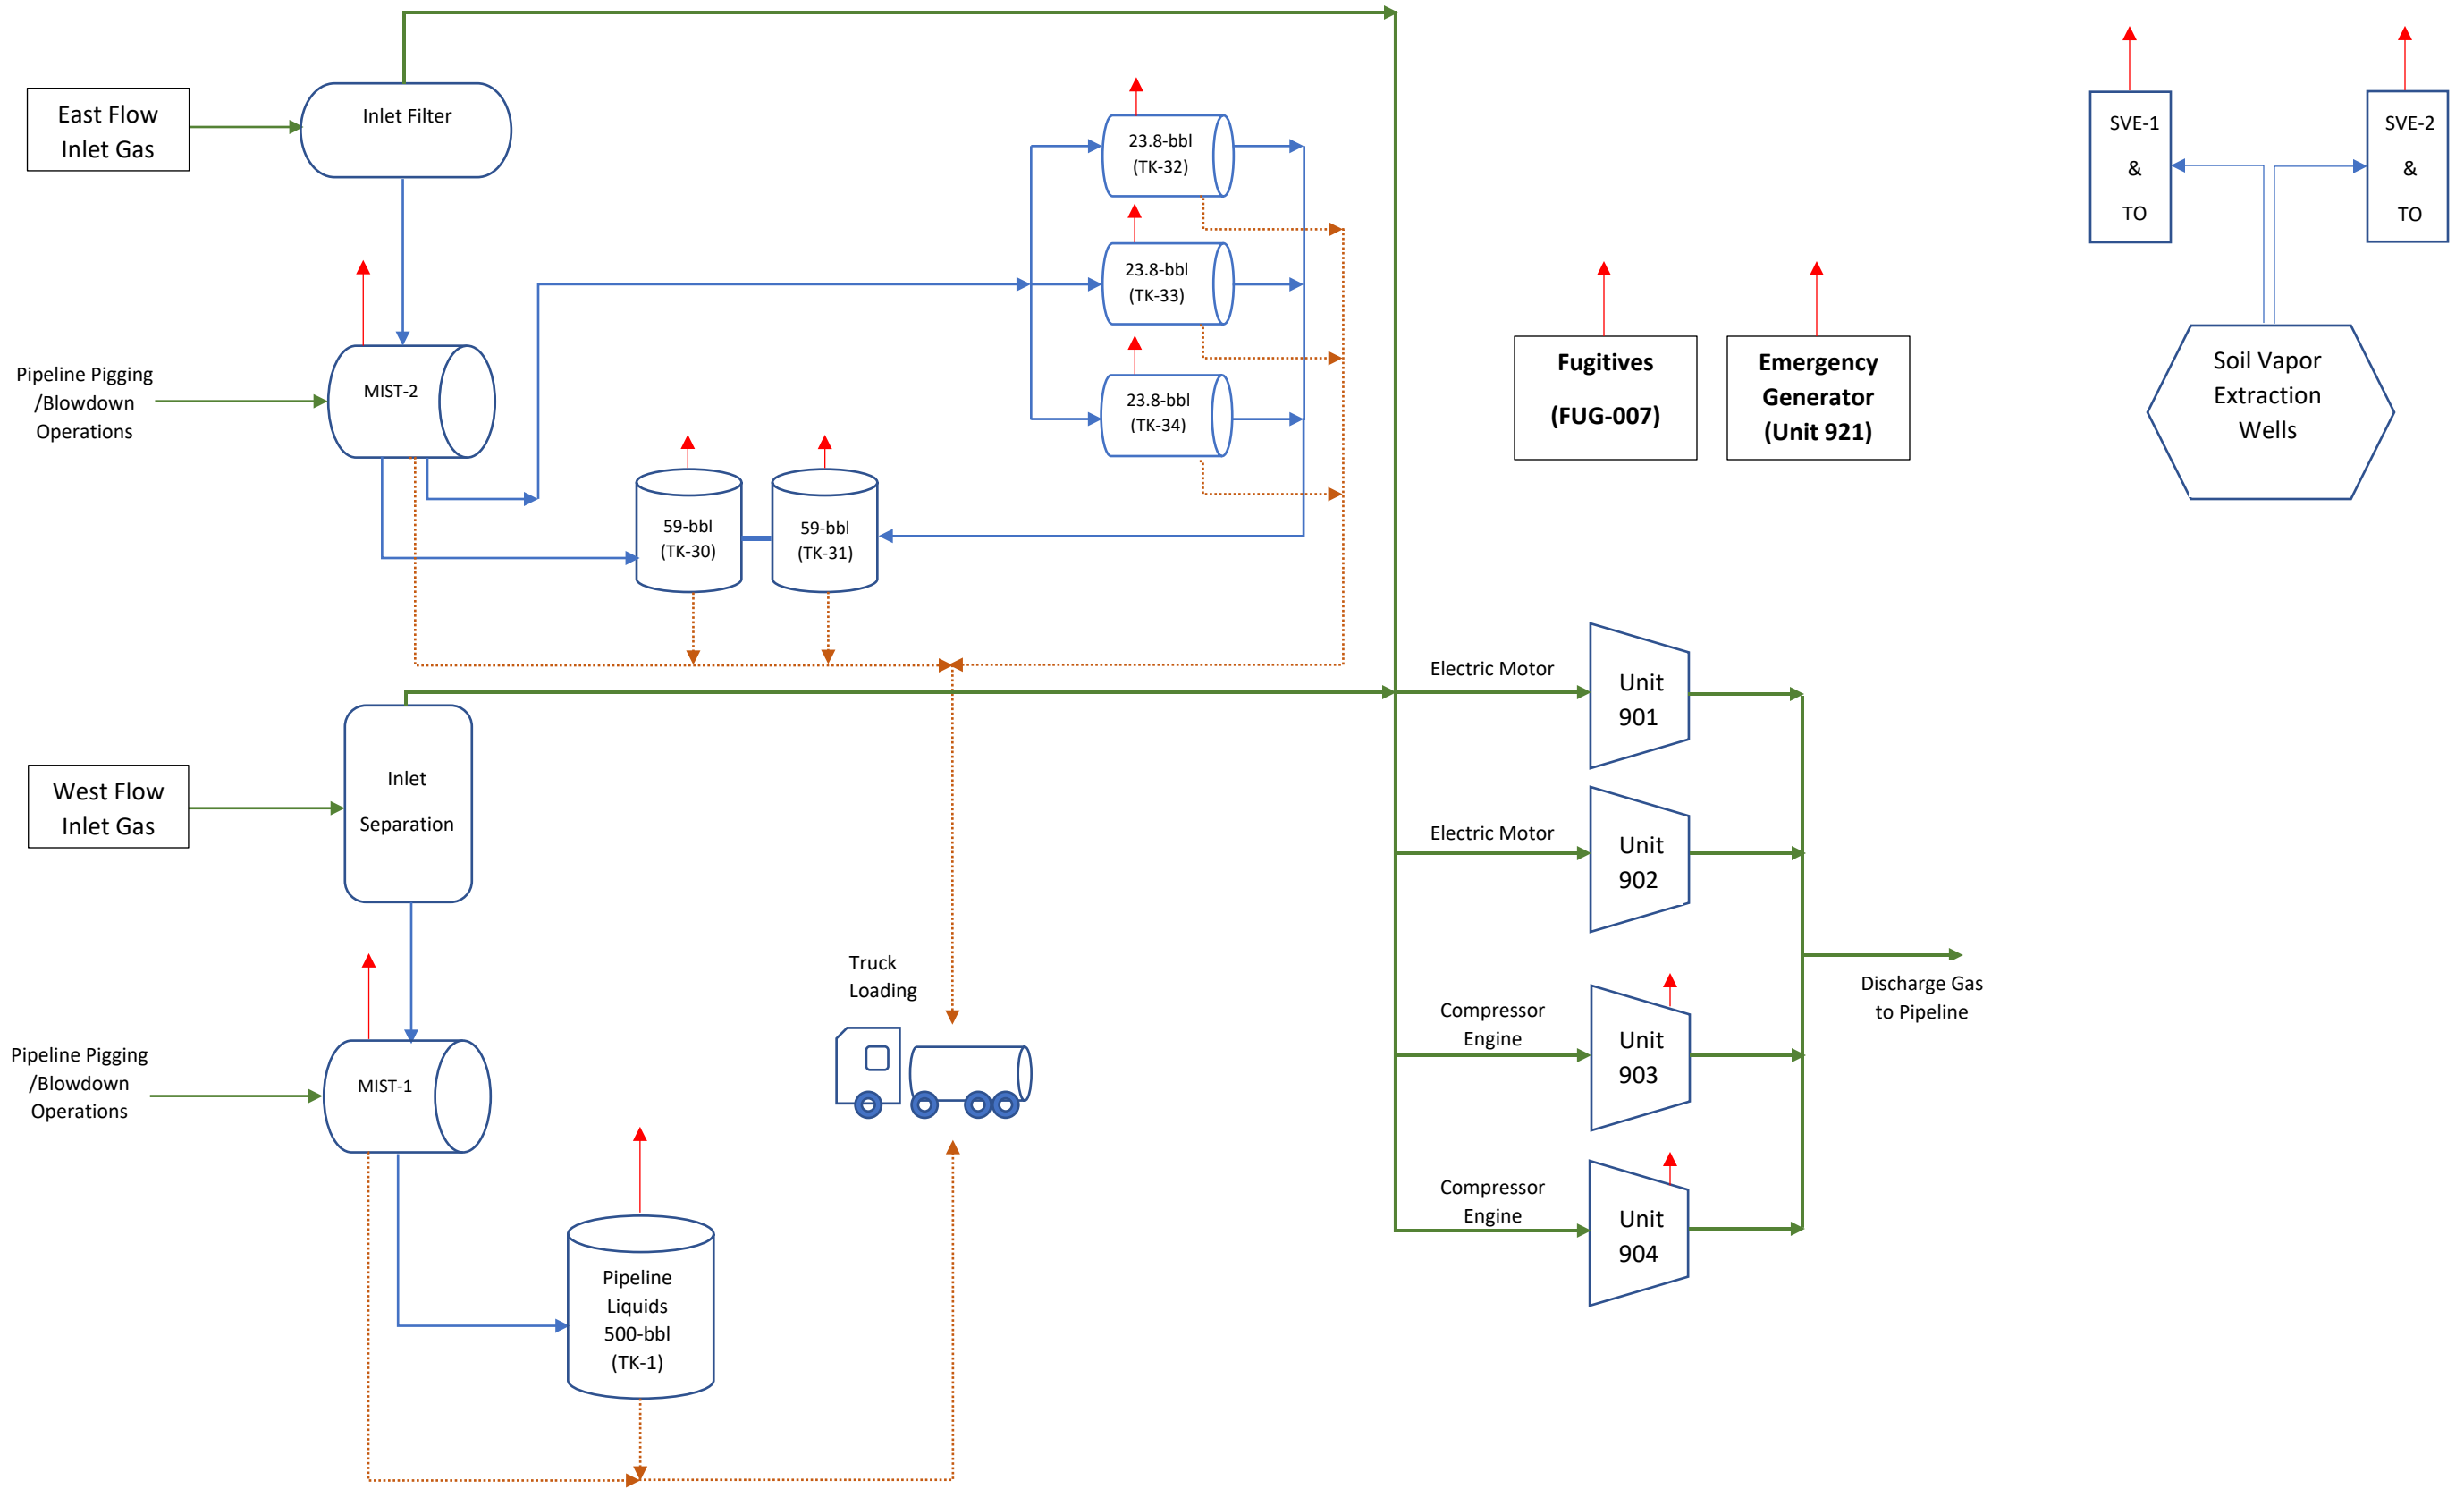 East Flow
Inlet Gas
Inlet Filter
23.8-bbl
(TK-32)
SVE-1
&
TO
SVE-2
&
TO
23.8-bbl
(TK-33)
Pipeline Pigging
/Blowdown
Operations
MIST-2
23.8-bbl
(TK-34)
Fugitives
(FUG-007)
Emergency
Generator
(Unit 921)
Soil Vapor
Extraction
Wells
59-bbl
(TK-30)
59-bbl
(TK-31)
Electric Motor
Unit
901
West Flow
Inlet Gas
Inlet
Separation
Electric Motor
Unit
902
Truck
Loading
Discharge Gas
to Pipeline
Compressor
Engine
Unit
903
Pipeline Pigging
/Blowdown
Operations
MIST-1
Compressor
Engine
Unit
904
Pipeline
Liquids
500-bbl
(TK-1)